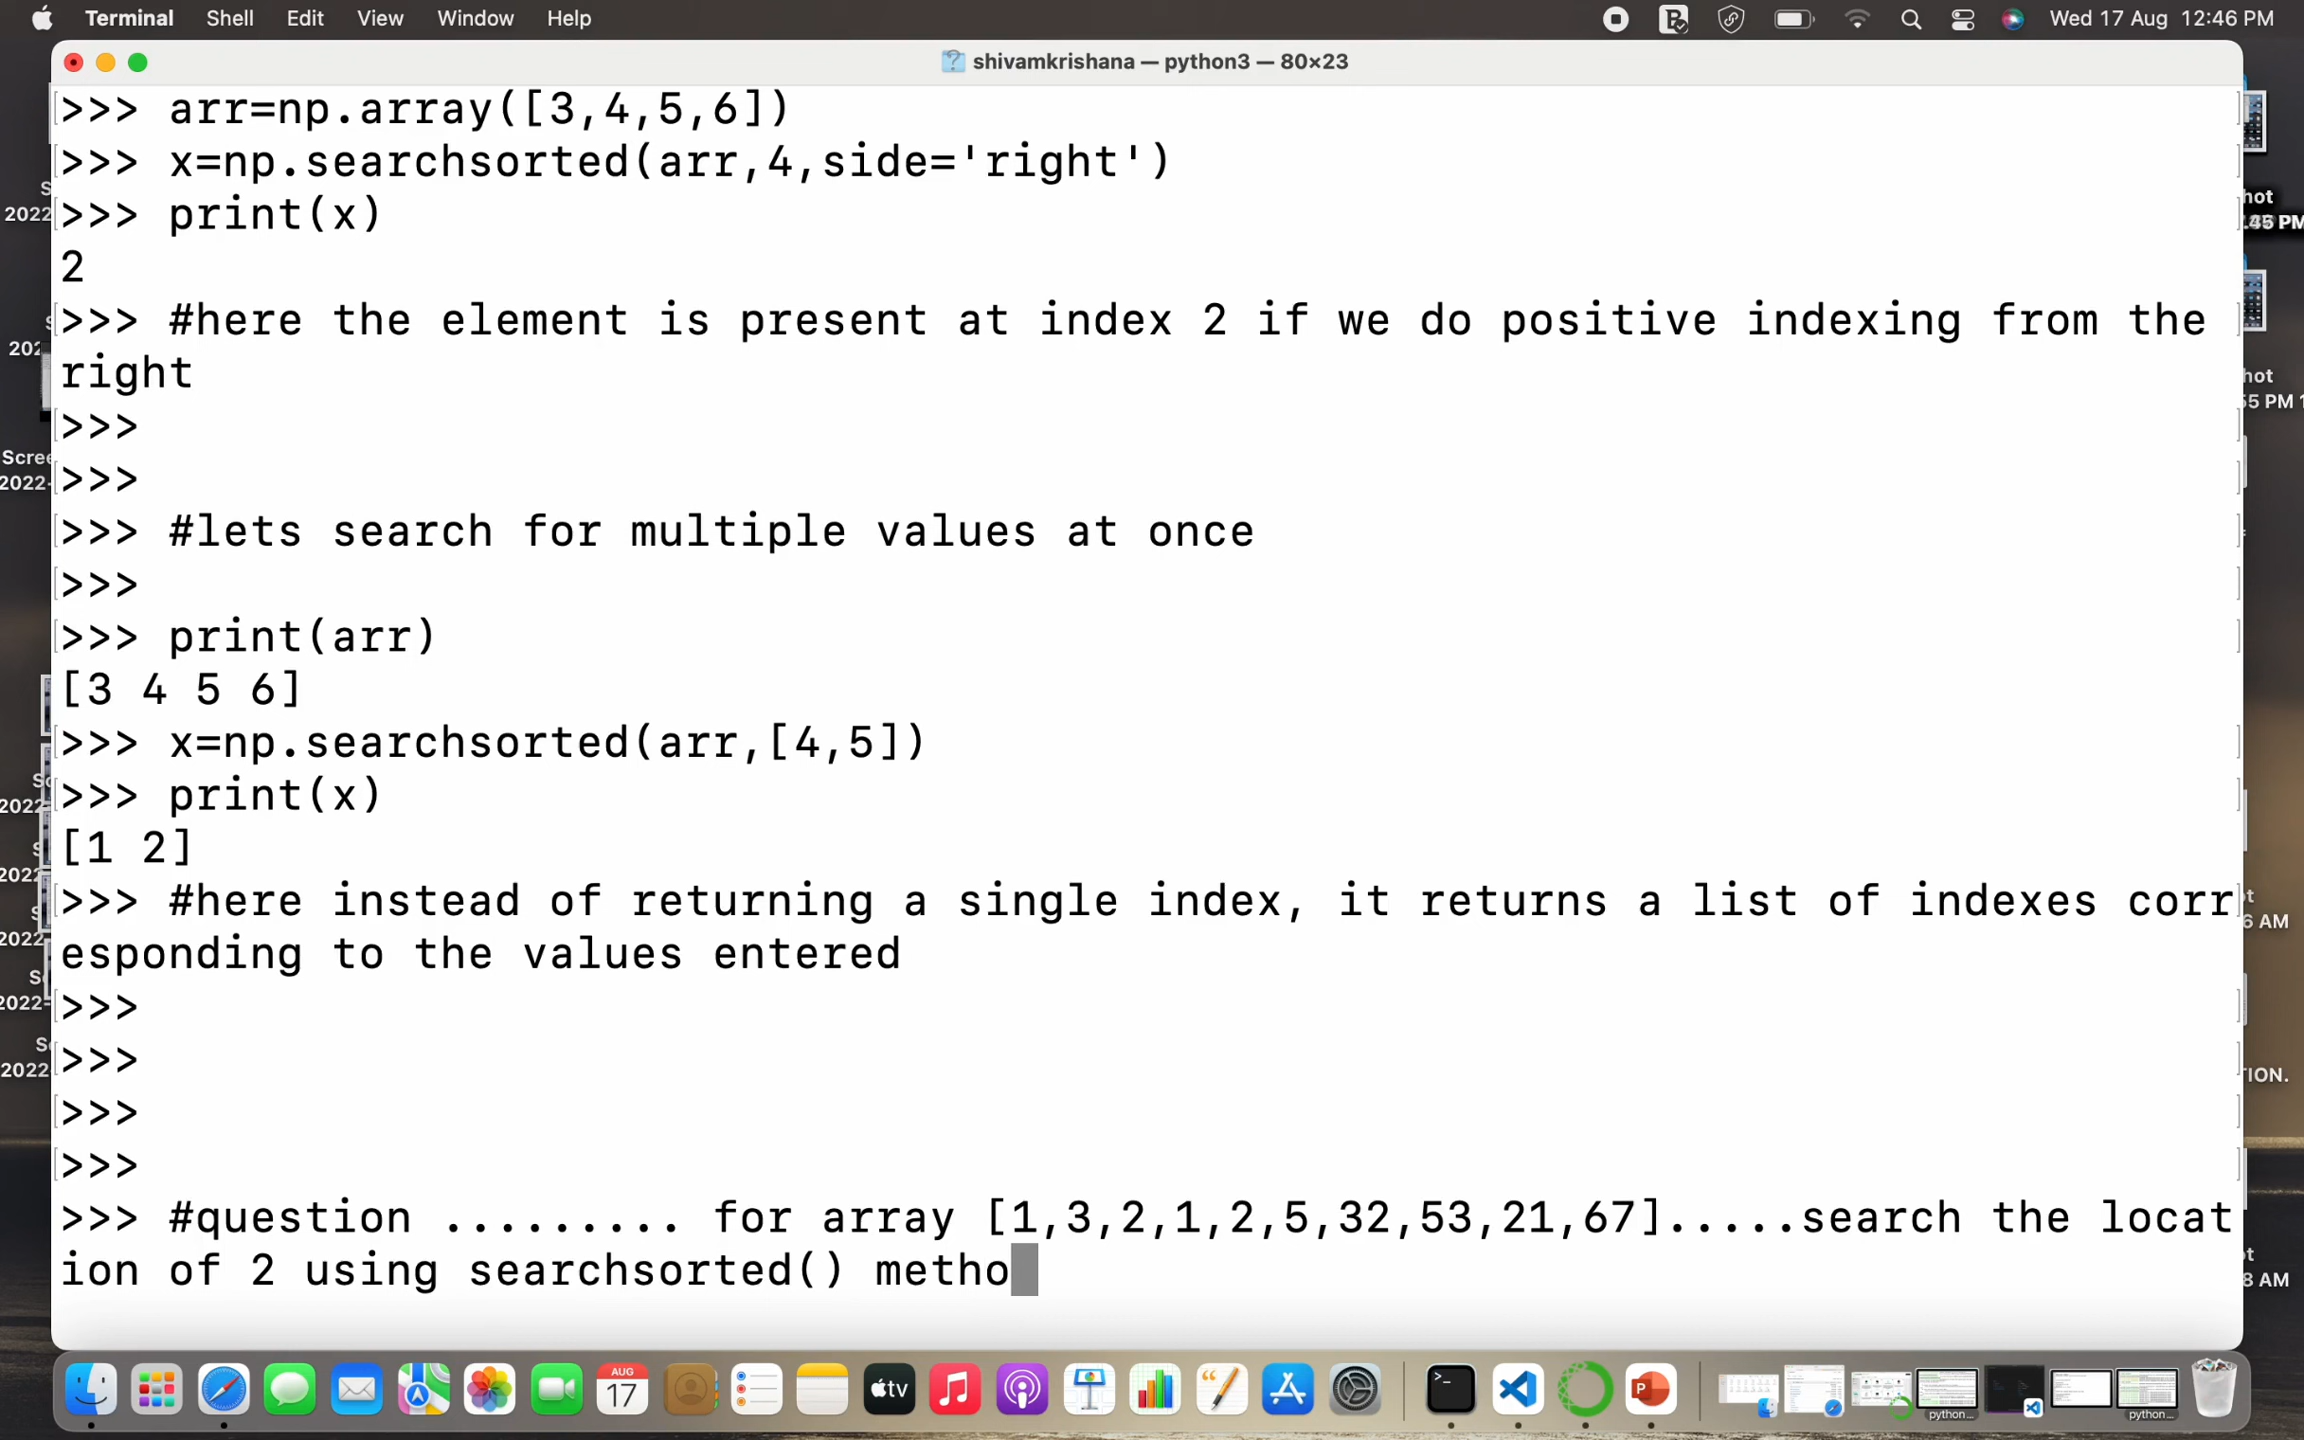 Terminal Shell Edit View Window Help Wed 17 Aug 12:46 PM
shivamkrishana — python3 — 80×23
>>> arr=np.array([3,4,5,6])
>>> x=np.searchsorted(arr,4,side='right')
>>> print(x)
2
>>> #here the element is present at index 2 if we do positive indexing from the
right
>>>
>>>
>>> #lets search for multiple values at once
>>>
>>> print(arr)
[3 4 5 6]
>>> x=np.searchsorted(arr,[4,5])
>>> print(x)
[1 2]
>>> #here instead of returning a single index, it returns a list of indexes corr
esponding to the values entered
>>>
>>>
>>>
>>>
>>> #question ......... for array [1,3,2,1,2,5,32,53,21,67].....search the locat
ion of 2 using searchsorted() metho
AUG
17
tv
python...
python...